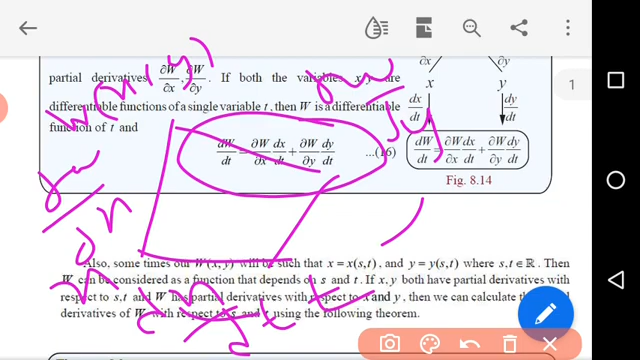 ∂x ∂y
partial derivatives, ∂W/∂x, ∂W/∂y. If both the variables x, y are
x y
differentiable functions of a single variable t, then W is a differentiable
function of t and
dx/dt dy/dt
dW/dt = ∂W/∂x dx/dt + ∂W/∂y dy/dt ...(16)
dW/dt = ∂W/∂x dx/dt + ∂W/∂y dy/dt
Fig. 8.14
Also, some times our W(x, y) will be such that x = x(s,t), and y = y(s,t) where s,t ∈ ℝ. Then
W can be considered as a function that depends on s and t. If x, y both have partial derivatives with
respect to s,t and W has partial derivatives with respect to x and y, then we can calculate the partial
derivatives of W with respect to s and t using the following theorem.
1
W(x,y)